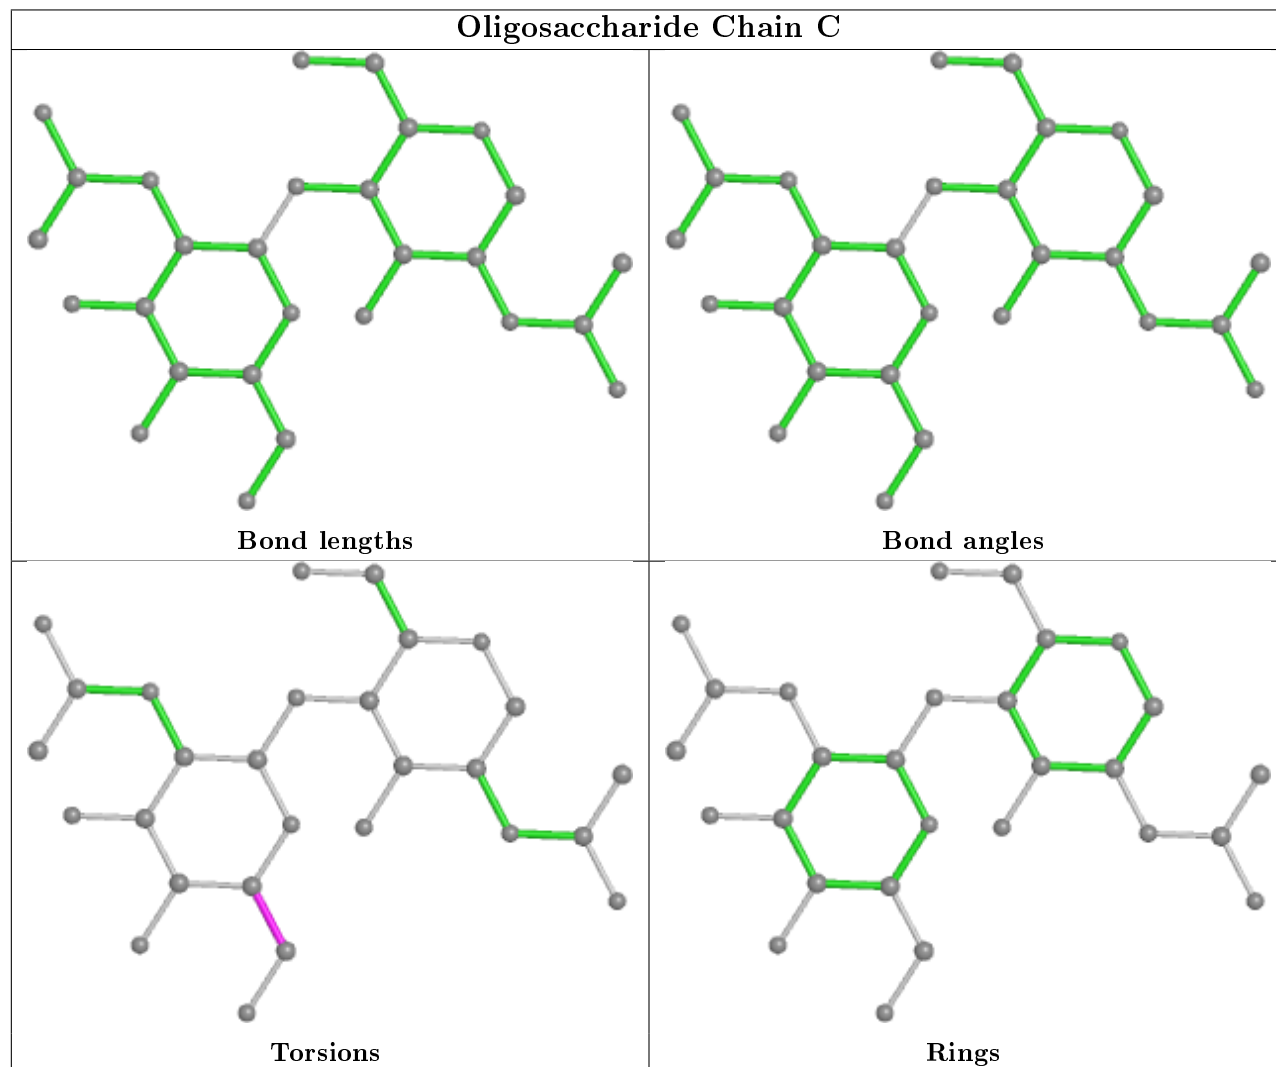 Oligosaccharide Chain C
Bond lengths
Bond angles
Torsions
Rings